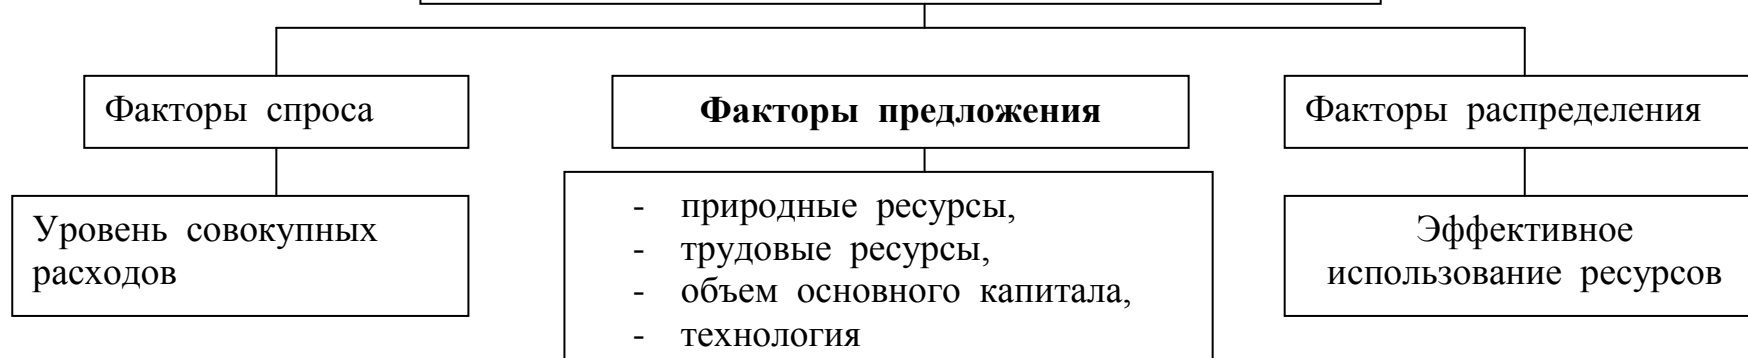 Факторы спроса
Факторы предложения
Факторы распределения
Уровень совокупных
расходов
- природные ресурсы,
- трудовые ресурсы,
- объем основного капитала,
- технология
Эффективное
использование ресурсов